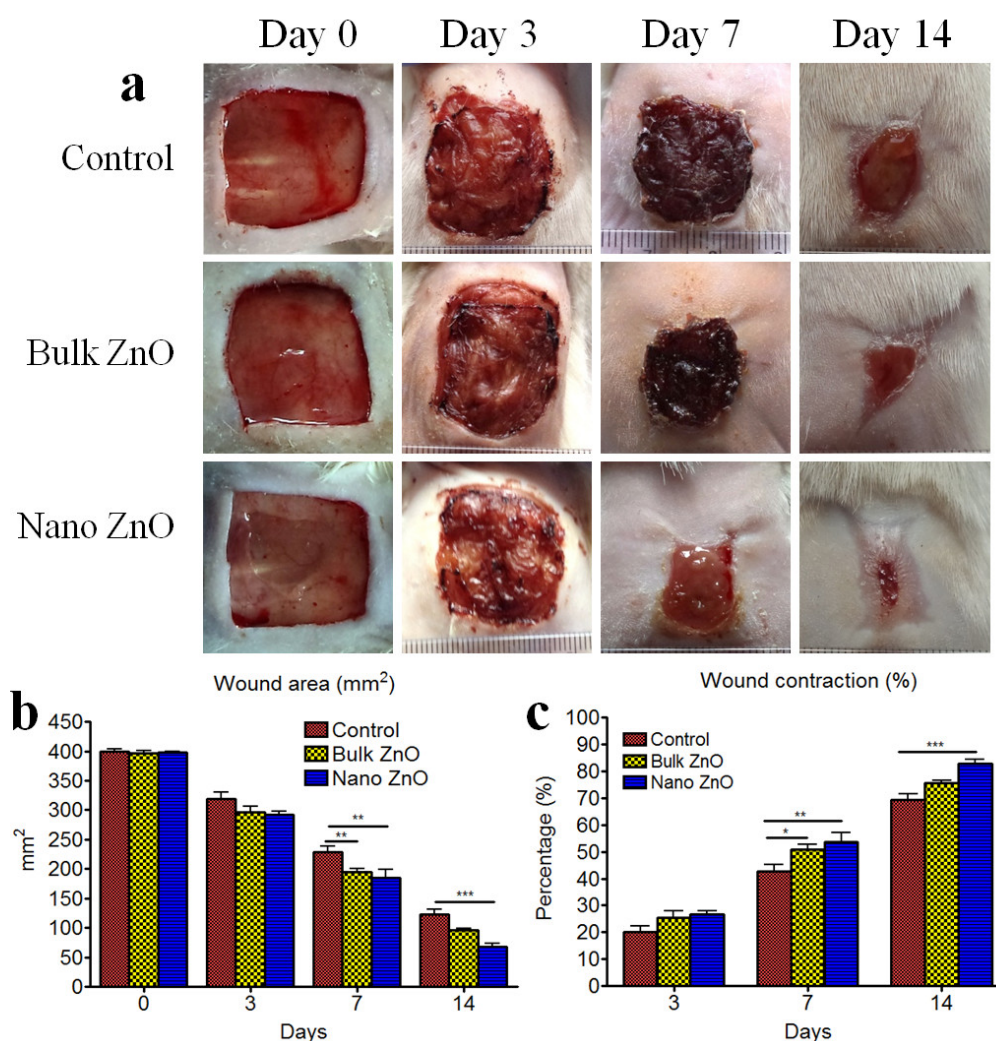 Day 0 Day 3 Day 7 Day 14
a
Control
Bulk ZnO
Nano ZnO
b
Wound area (mm²)
450
400
350
300
250
200
150
100
50
0
mm²
Control
Bulk ZnO
Nano ZnO
**
**
***
0 3 7 14
Days
c
Wound contraction (%)
100
90
80
70
60
50
40
30
20
10
0
Percentage (%)
Control
Bulk ZnO
Nano ZnO
**
*
***
3 7 14
Days